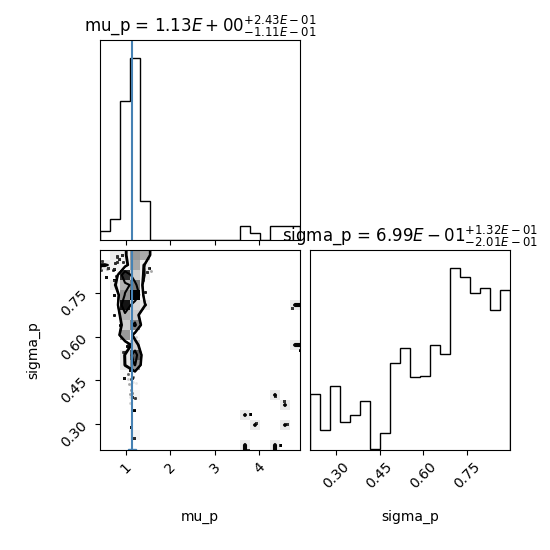 mu_p = 1.13E + 00+2.43E−01−1.11E−01
sigma_p = 6.99E − 01+1.32E−01−2.01E−01
sigma_p
0.75
0.60
0.45
0.30
1 2 3 4
0.30 0.45 0.60 0.75
mu_p sigma_p